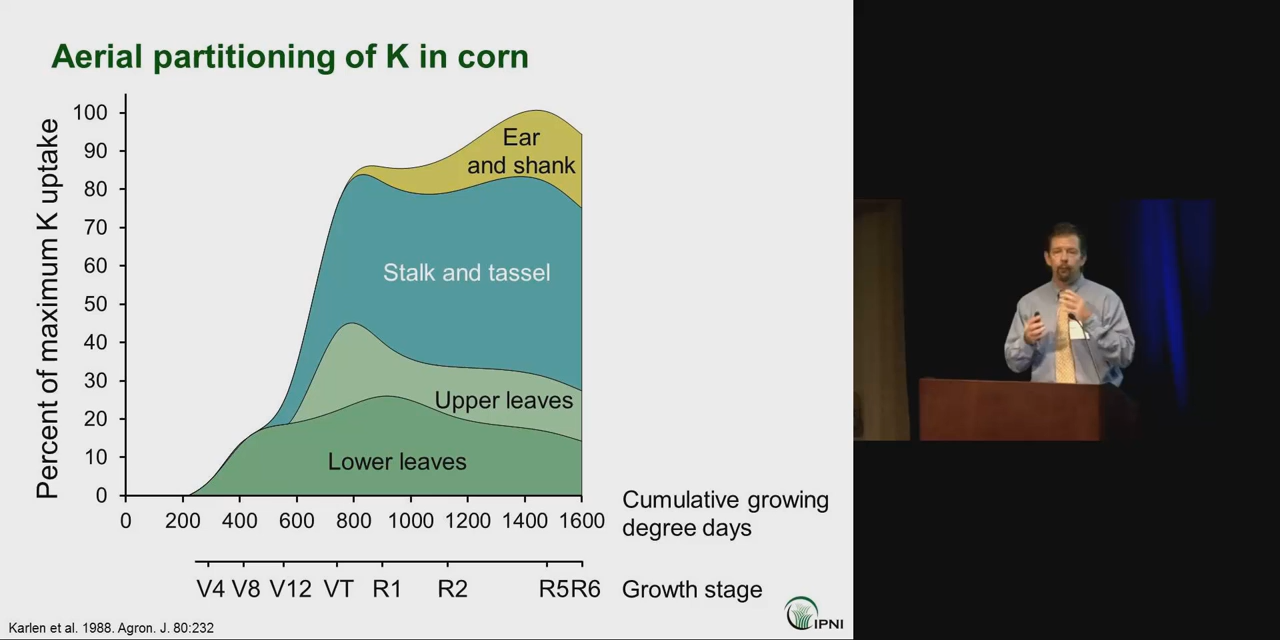 Aerial partitioning of K in corn
Percent of maximum K uptake
100
90
80
70
60
50
40
30
20
10
0
Ear
and shank
Stalk and tassel
Upper leaves
Lower leaves
0 200 400 600 800 1000 1200 1400 1600
Cumulative growing
degree days
V4 V8 V12 VT R1 R2 R5R6 Growth stage
Karlen et al. 1988. Agron. J. 80:232
IPNI